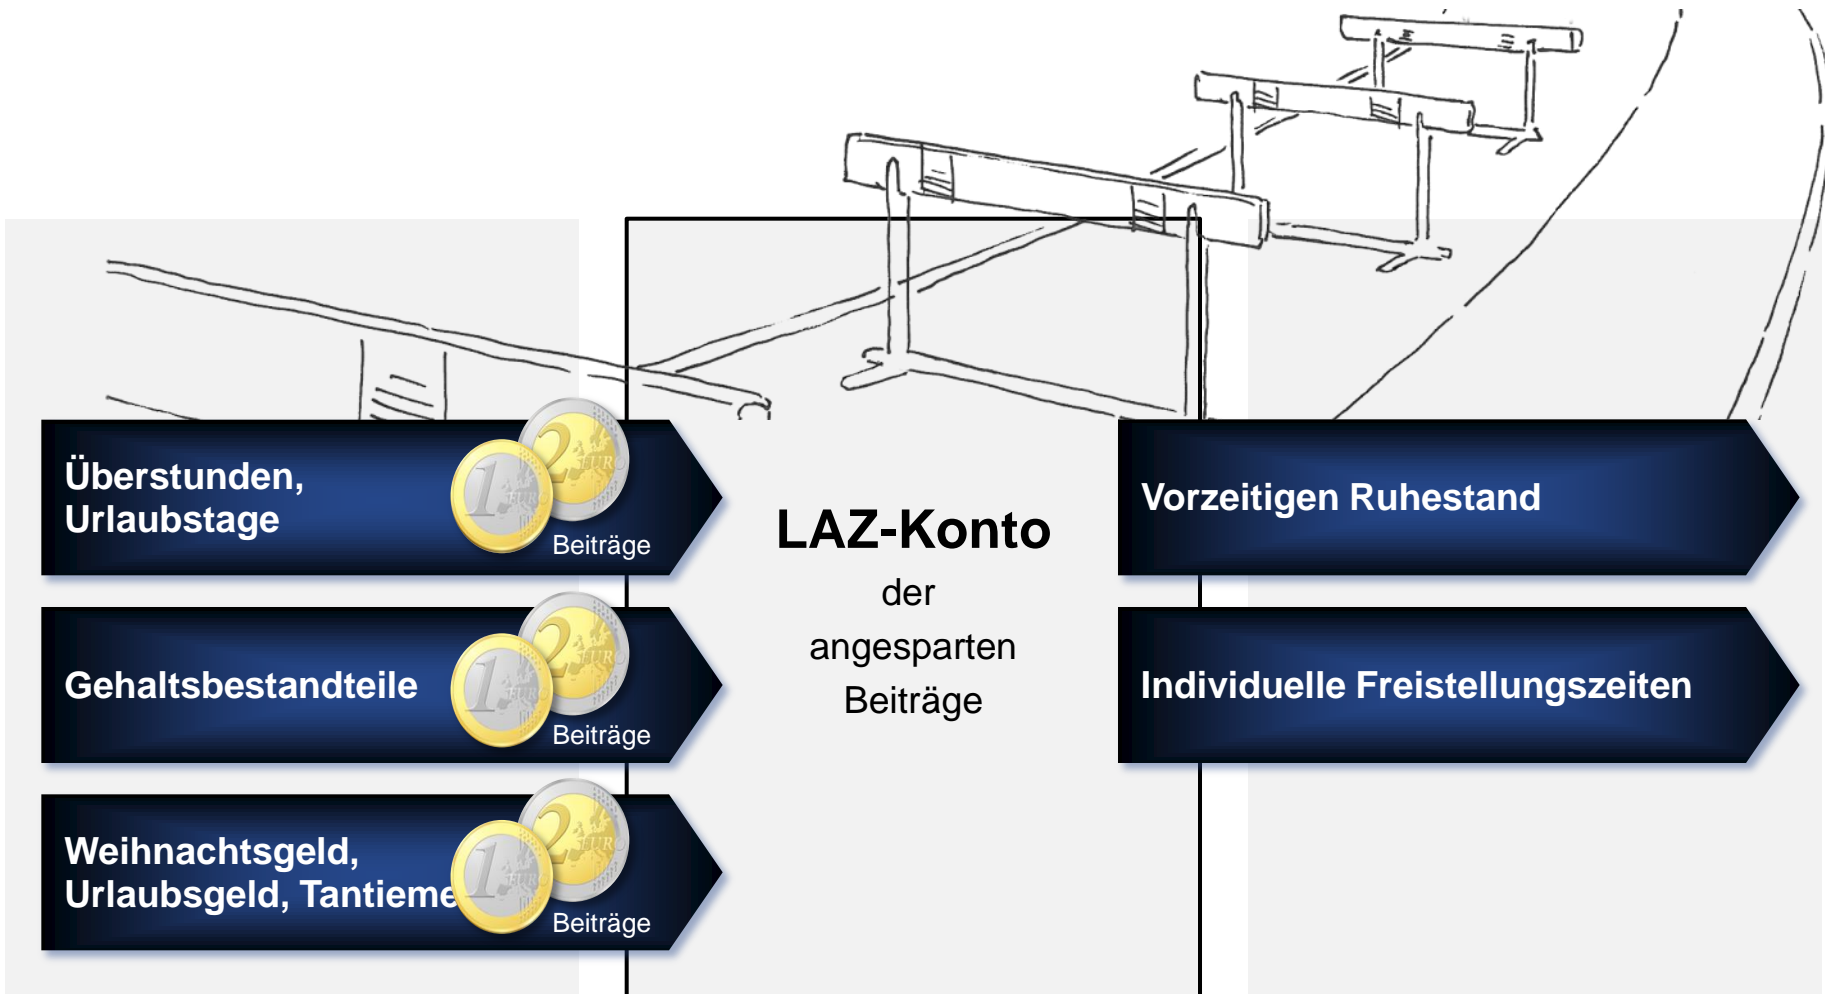 Überstunden,
Urlaubstage
Beiträge
Gehaltsbestandteile
Beiträge
Weihnachtsgeld,
Urlaubsgeld, Tantieme
Beiträge
LAZ-Konto
der
angesparten
Beiträge
Vorzeitigen Ruhestand
Individuelle Freistellungszeiten